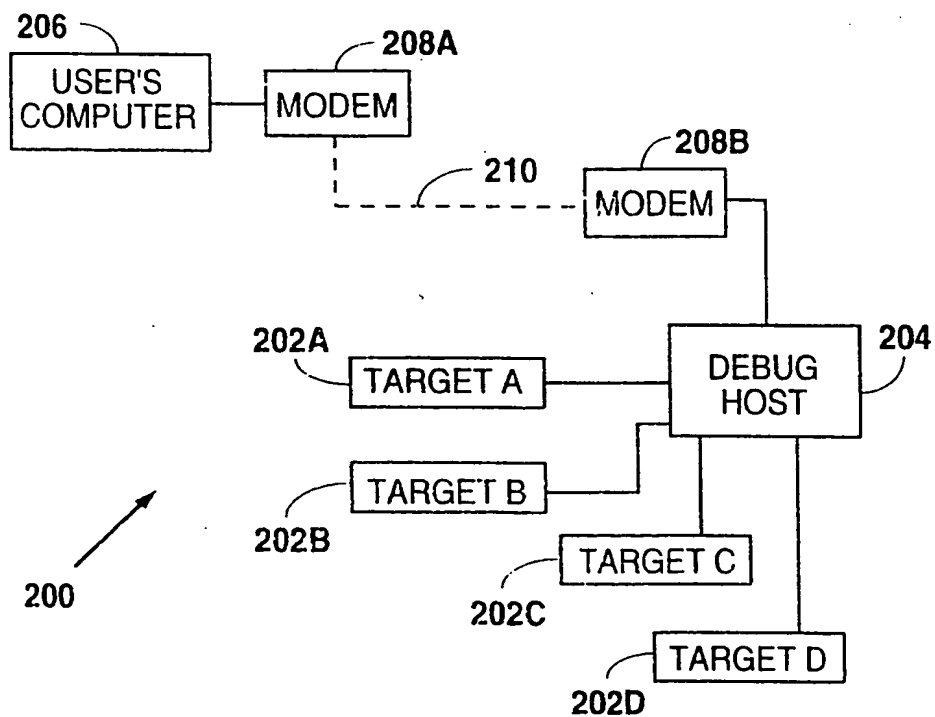 206
USER'S
COMPUTER
208A
MODEM
208B
MODEM
210
202A
TARGET A
204
DEBUG
HOST
TARGET B
202B
TARGET C
202C
200
TARGET D
202D